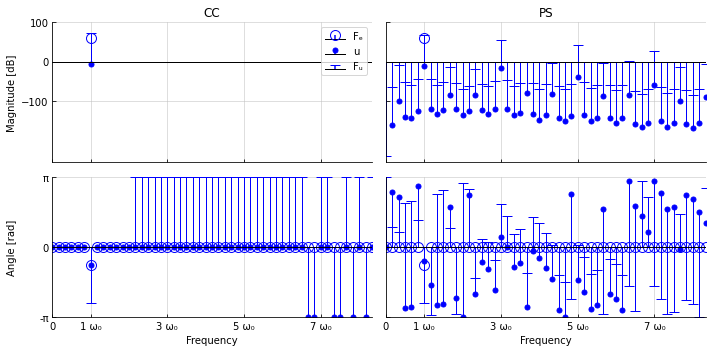 CC
PS
Magnitude [dB]
100
0
−100
Fₑ
u
Fᵤ
Angle [rad]
π
0
-π
0
1 ω₀
3 ω₀
5 ω₀
7 ω₀
0
1 ω₀
3 ω₀
5 ω₀
7 ω₀
Frequency
Frequency